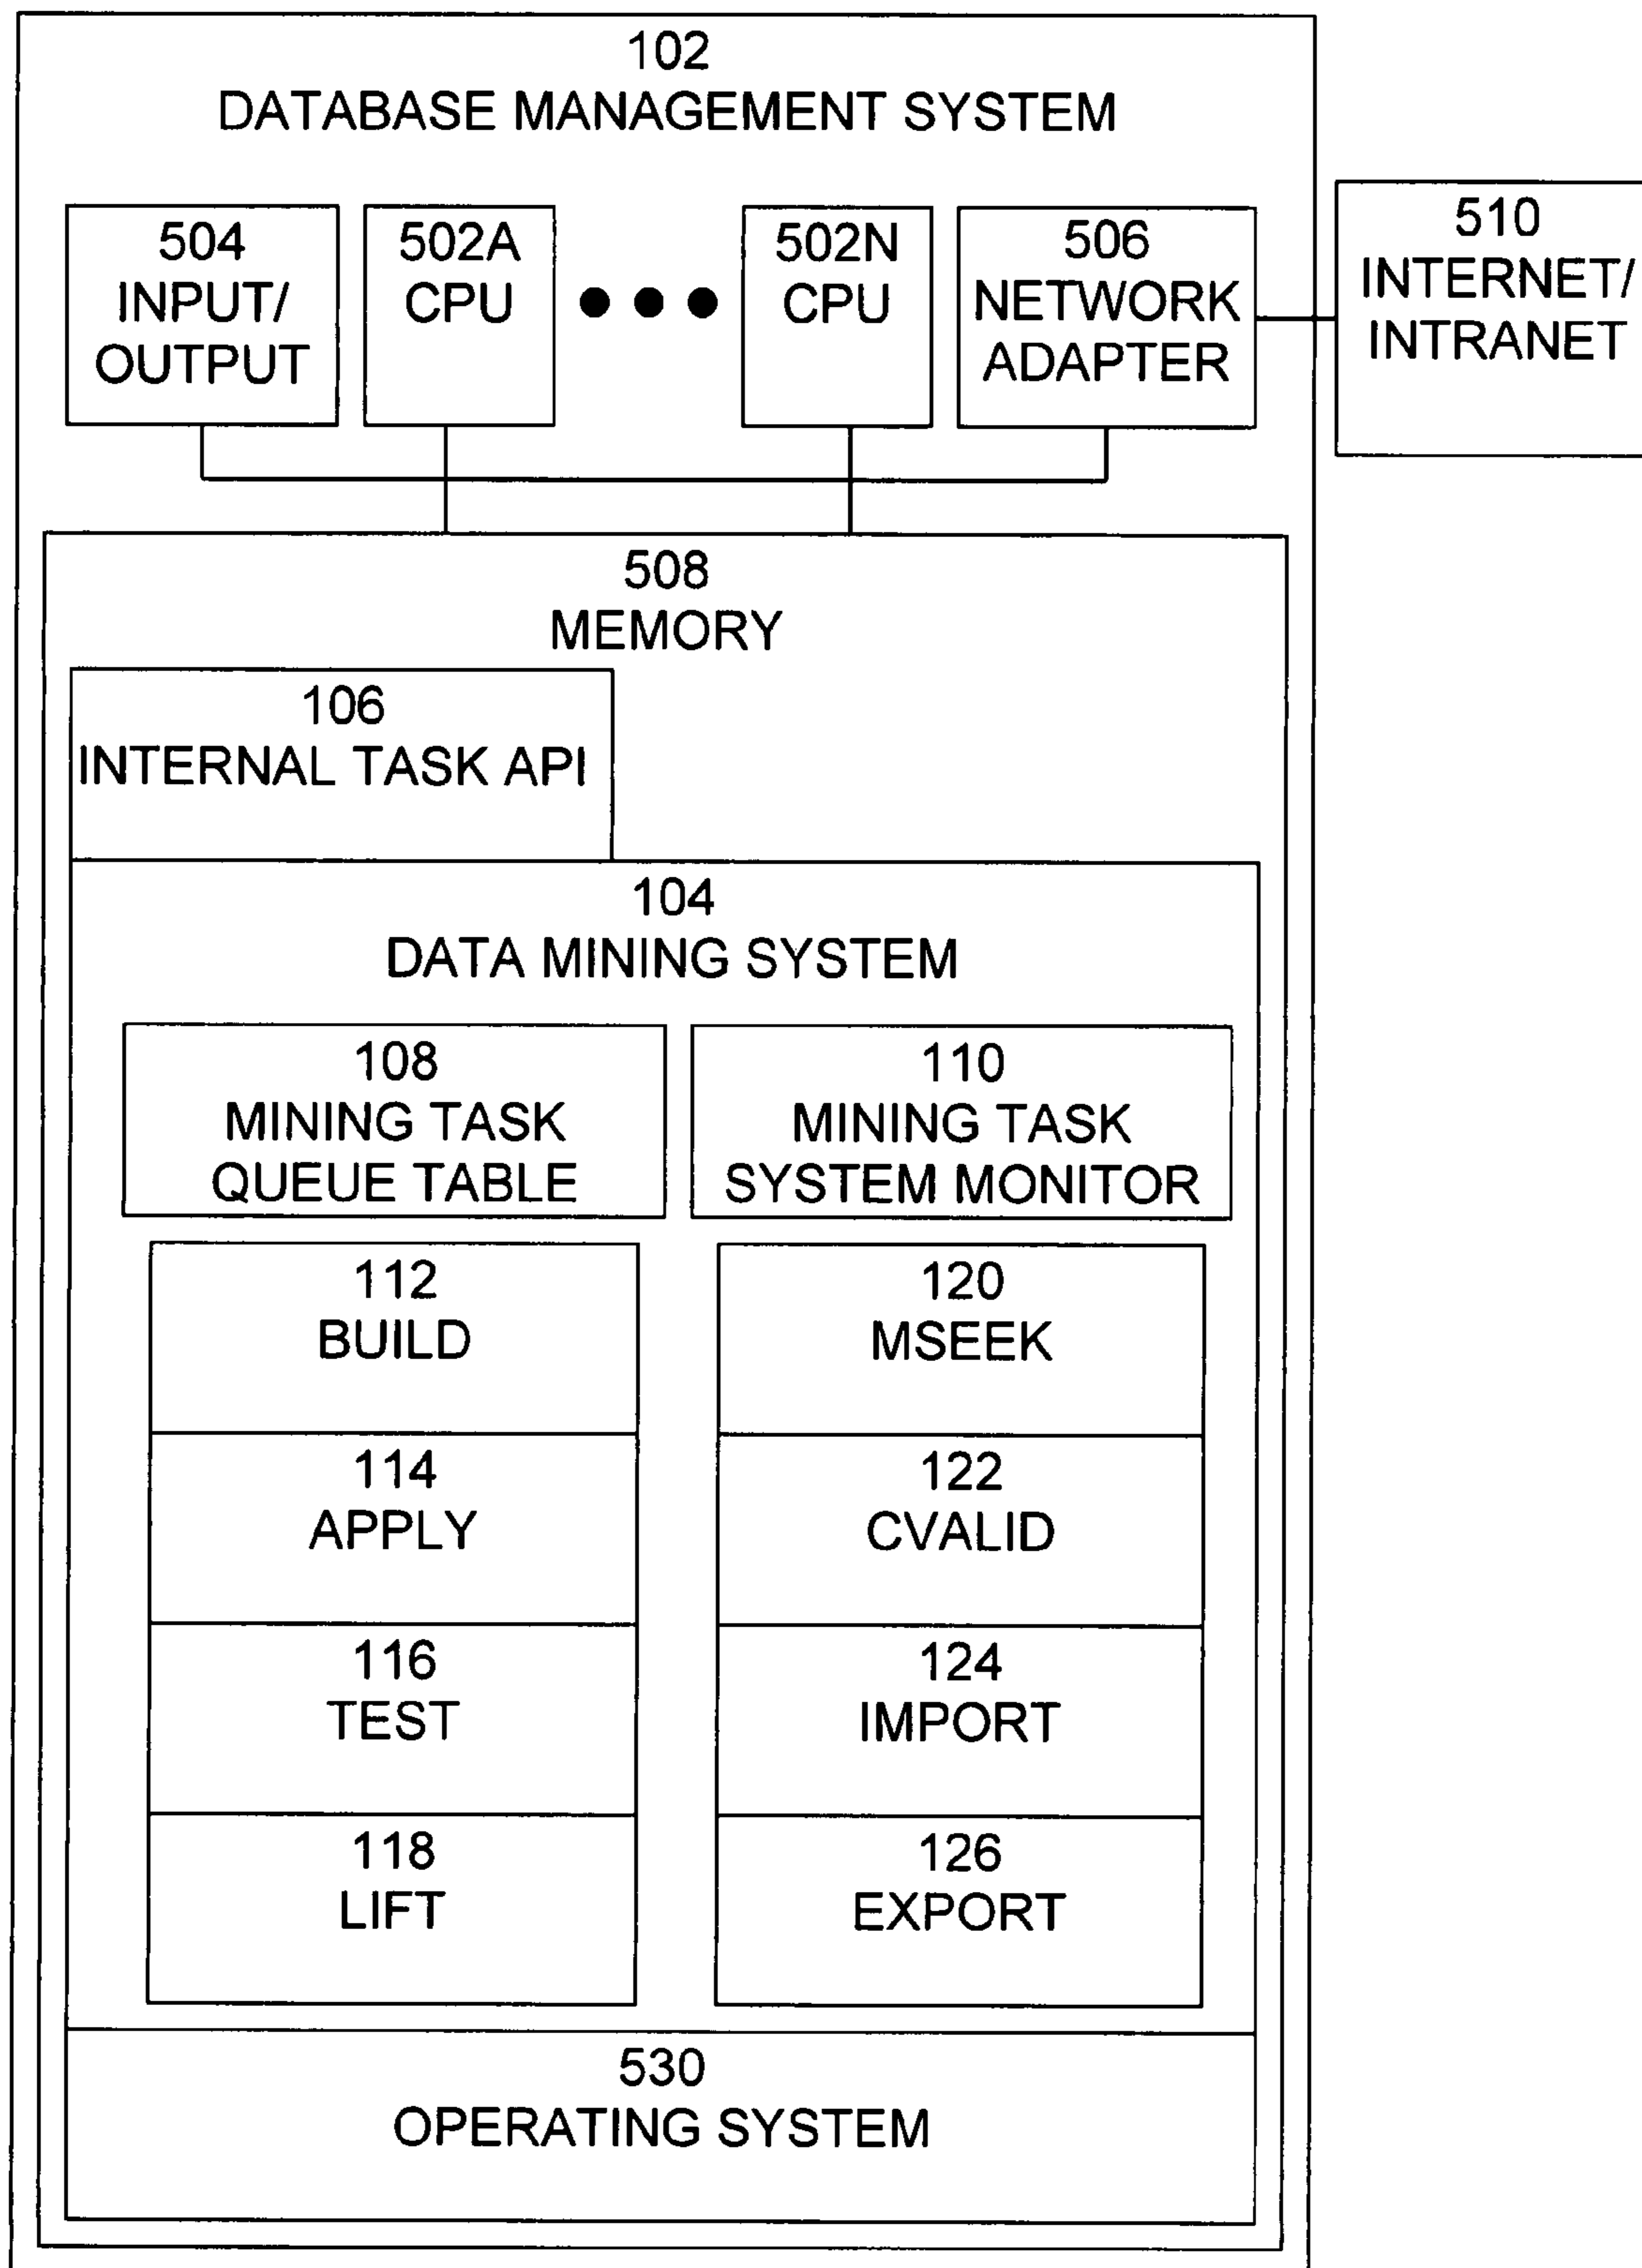 102
DATABASE MANAGEMENT SYSTEM
504
INPUT/
OUTPUT
502A
CPU
502N
CPU
506
NETWORK
ADAPTER
510
INTERNET/
INTRANET
508
MEMORY
106
INTERNAL TASK API
104
DATA MINING SYSTEM
108
MINING TASK
QUEUE TABLE
110
MINING TASK
SYSTEM MONITOR
112
BUILD
114
APPLY
116
TEST
118
LIFT
120
MSEEK
122
CVALID
124
IMPORT
126
EXPORT
530
OPERATING SYSTEM